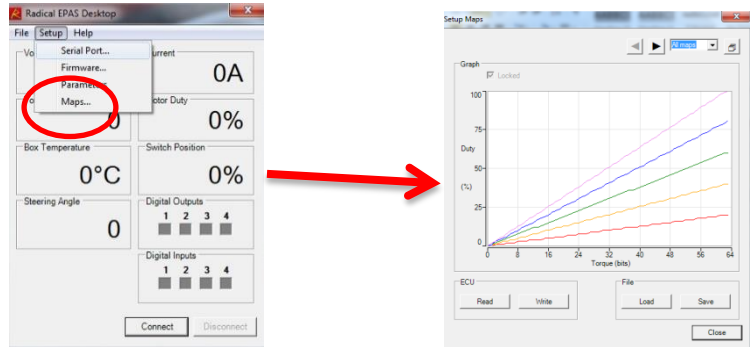 Radical EPAS Desktop
File Setup Help
Serial Port...
Firmware...
Parameters
Maps...
Current
0A
Motor Duty
0
0%
Box Temperature
0°C
Switch Position
0%
Steering Angle
0
Digital Outputs
1 2 3 4
Digital Inputs
1 2 3 4
Connect
Disconnect
Setup Maps
All maps
Graph
Locked
100
75
Duty
50
(%)
25
0
0 8 16 24 32 40 48 56 64
Torque (bits)
ECU
Read
Write
File
Load
Save
Close